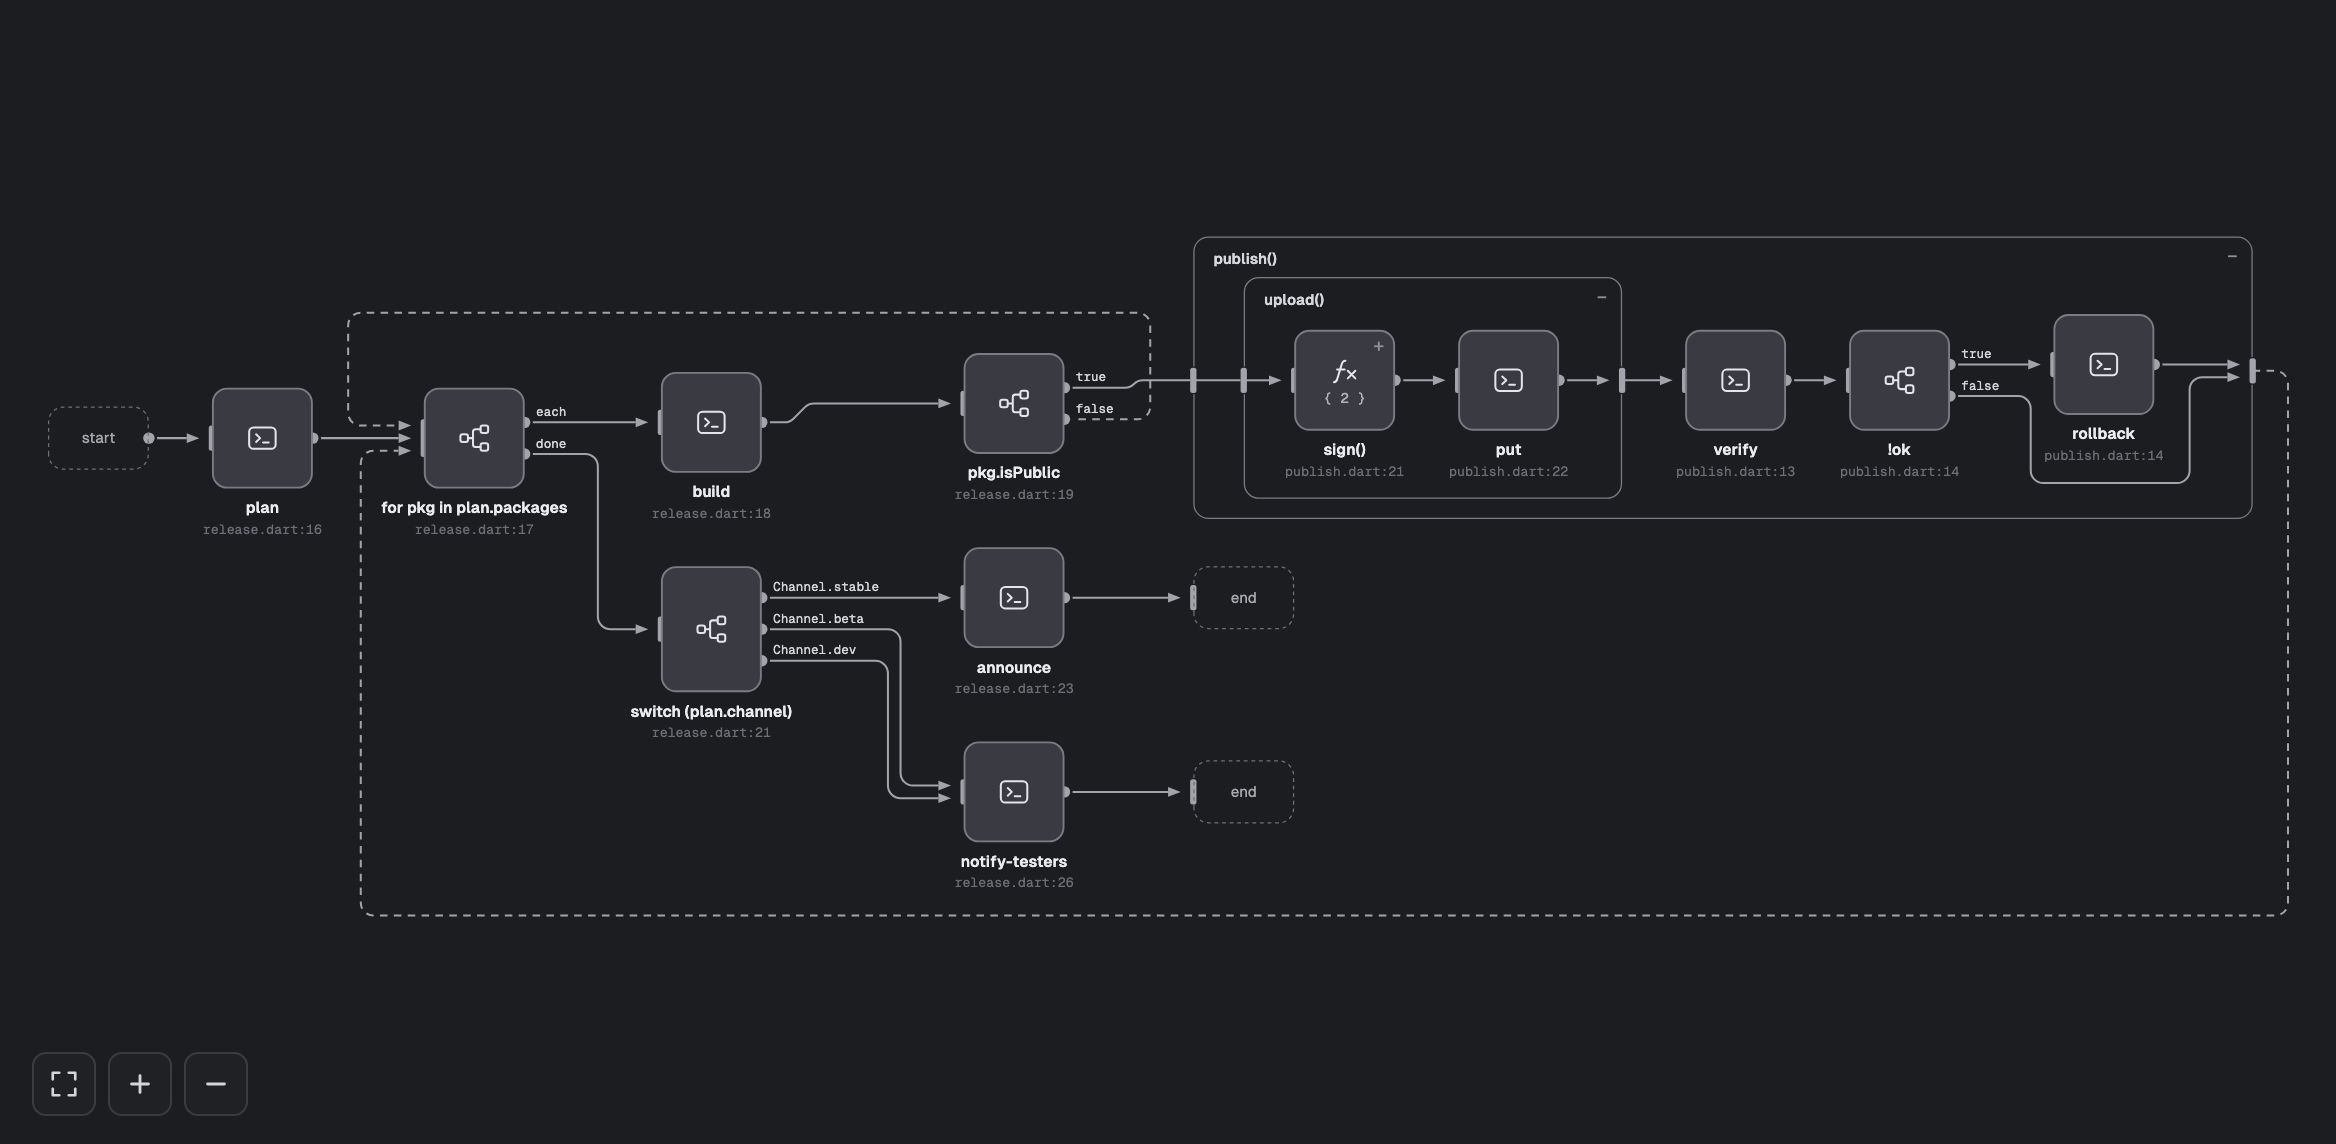 start
plan
release.dart:16
for pkg in plan.packages
release.dart:17
each
done
build
release.dart:18
pkg.isPublic
release.dart:19
true
false
publish()
−
upload()
−
+
ƒx
{ 2 }
sign()
publish.dart:21
put
publish.dart:22
verify
publish.dart:13
!ok
publish.dart:14
true
false
rollback
publish.dart:14
switch (plan.channel)
release.dart:21
Channel.stable
Channel.beta
Channel.dev
announce
release.dart:23
end
notify-testers
release.dart:26
end